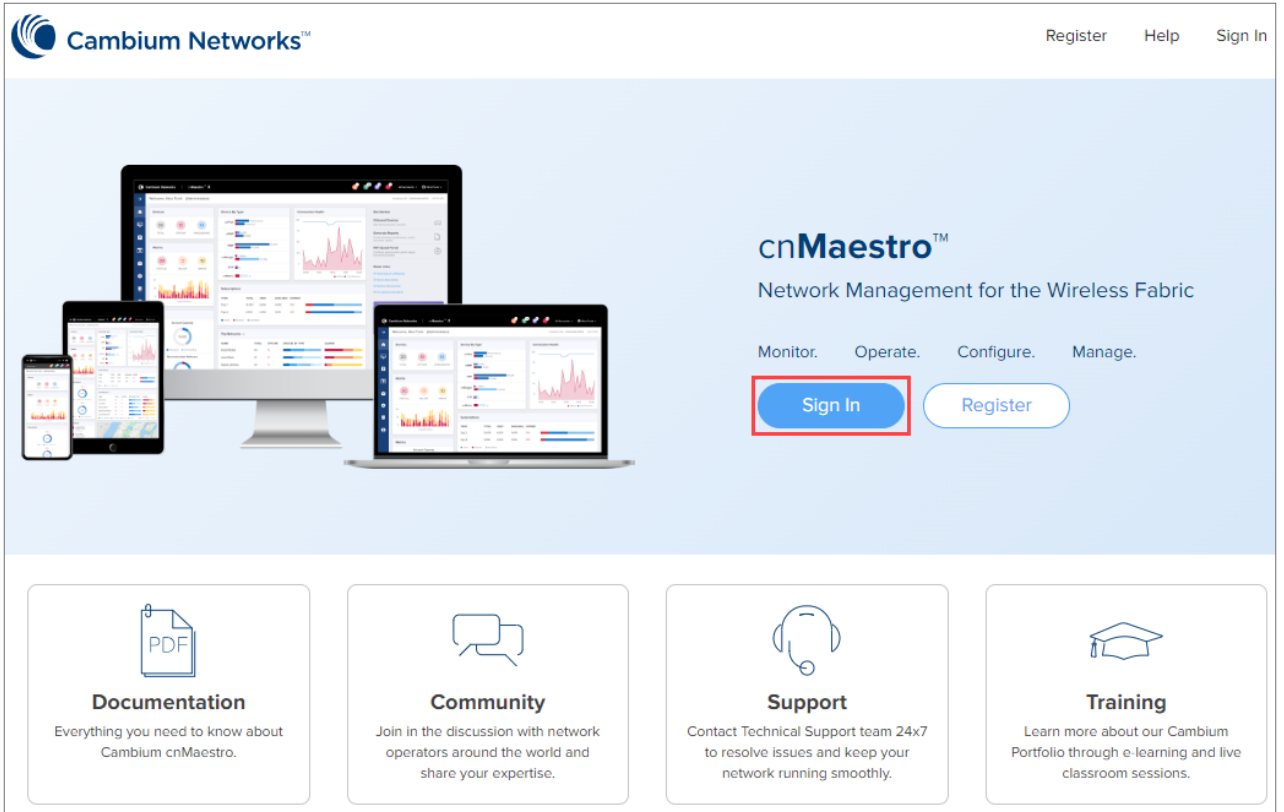 Cambium Networks™
Register Help Sign In
cnMaestro™
Network Management for the Wireless Fabric
Monitor. Operate. Configure. Manage.
Sign In Register
PDF
Documentation
Everything you need to know about
Cambium cnMaestro.
Community
Join in the discussion with network
operators around the world and
share your expertise.
Support
Contact Technical Support team 24x7
to resolve issues and keep your
network running smoothly.
Training
Learn more about our Cambium
Portfolio through e-learning and live
classroom sessions.